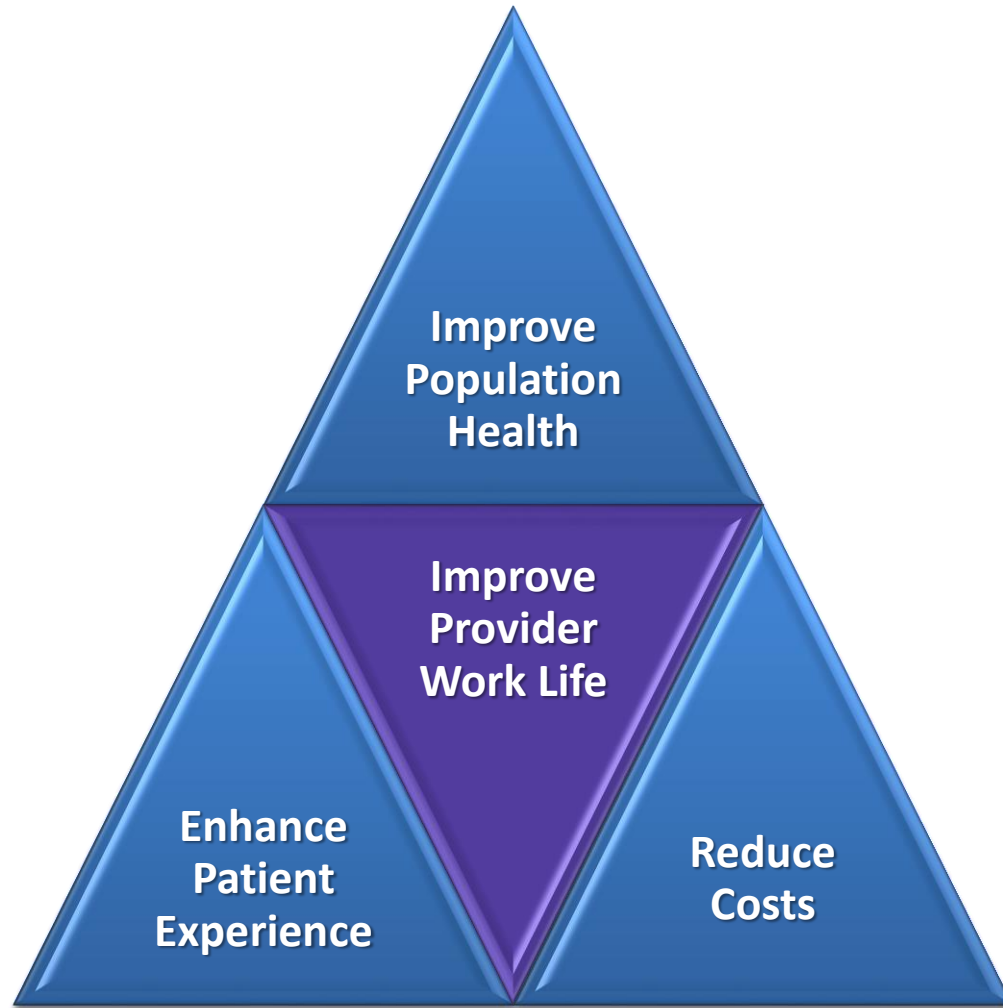 Improve
Population
Health
Improve
Provider
Work Life
Enhance
Patient
Experience
Reduce
Costs